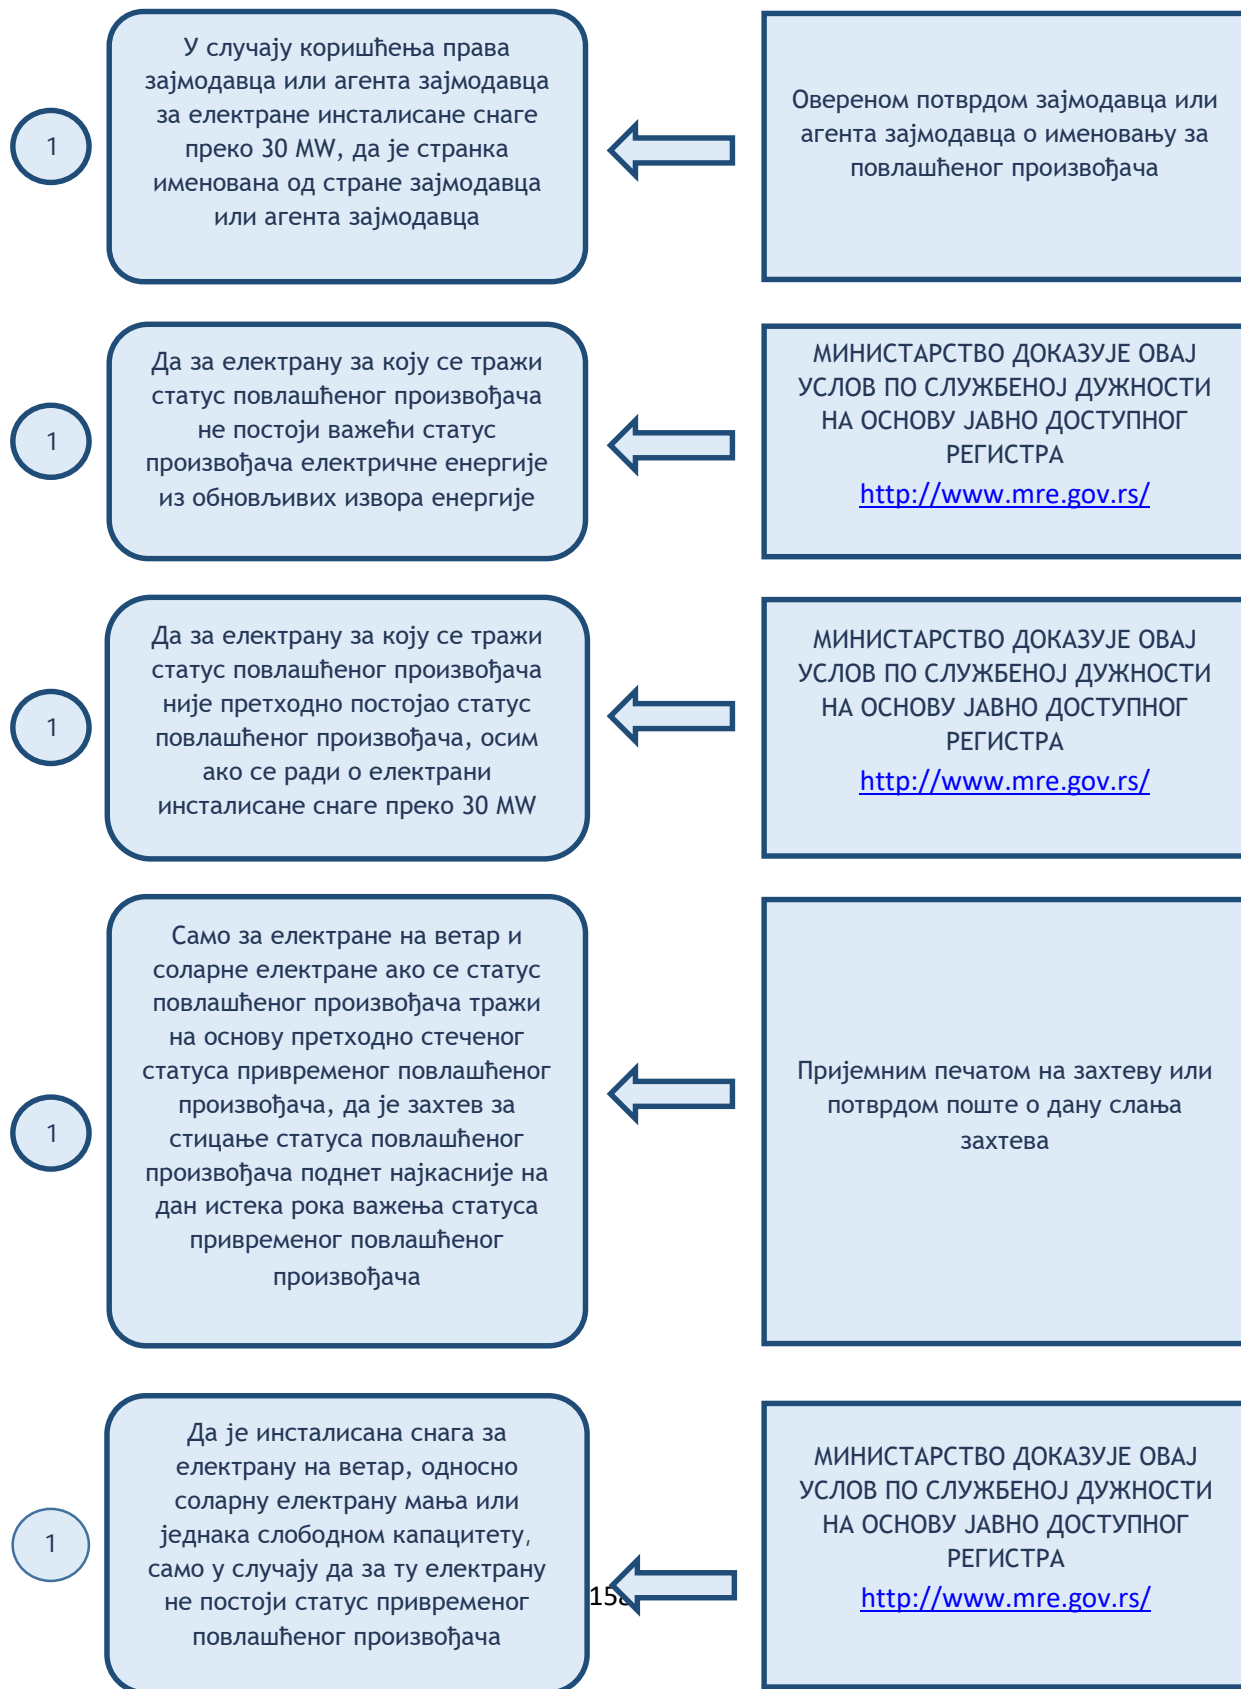 1
У случају коришћења права
зајмодавца или агента зајмодавца
за електране инсталисане снаге
преко 30 MW, да је странка
именована од стране зајмодавца
или агента зајмодавца
Овереном потврдом зајмодавца или
агента зајмодавца о именовању за
повлашћеног произвођача
1
Да за електрану за коју се тражи
статус повлашћеног произвођача
не постоји важећи статус
произвођача електричне енергије
из обновљивих извора енергије
МИНИСТАРСТВО ДОКАЗУЈЕ ОВАЈ
УСЛОВ ПО СЛУЖБЕНОЈ ДУЖНОСТИ
НА ОСНОВУ ЈАВНО ДОСТУПНОГ
РЕГИСТРА
http://www.mre.gov.rs/
1
Да за електрану за коју се тражи
статус повлашћеног произвођача
није претходно постојао статус
повлашћеног произвођача, осим
ако се ради о електрани
инсталисане снаге преко 30 MW
МИНИСТАРСТВО ДОКАЗУЈЕ ОВАЈ
УСЛОВ ПО СЛУЖБЕНОЈ ДУЖНОСТИ
НА ОСНОВУ ЈАВНО ДОСТУПНОГ
РЕГИСТРА
http://www.mre.gov.rs/
1
Само за електране на ветар и
соларне електране ако се статус
повлашћеног произвођача тражи
на основу претходно стеченог
статуса привременог повлашћеног
произвођача, да је захтев за
стицање статуса повлашћеног
произвођача поднет најкасније на
дан истека рока важења статуса
привременог повлашћеног
произвођача
Пријемним печатом на захтеву или
потврдом поште о дану слања
захтева
1
Да је инсталисана снага за
електрану на ветар, односно
соларну електрану мања или
једнака слободном капацитету,
само у случају да за ту електрану
не постоји статус привременог
повлашћеног произвођача
МИНИСТАРСТВО ДОКАЗУЈЕ ОВАЈ
УСЛОВ ПО СЛУЖБЕНОЈ ДУЖНОСТИ
НА ОСНОВУ ЈАВНО ДОСТУПНОГ
РЕГИСТРА
http://www.mre.gov.rs/